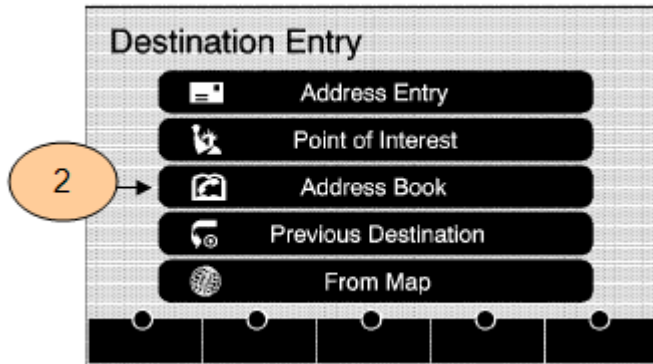 Destination Entry
Address Entry
Point of Interest
2
Address Book
Previous Destination
From Map